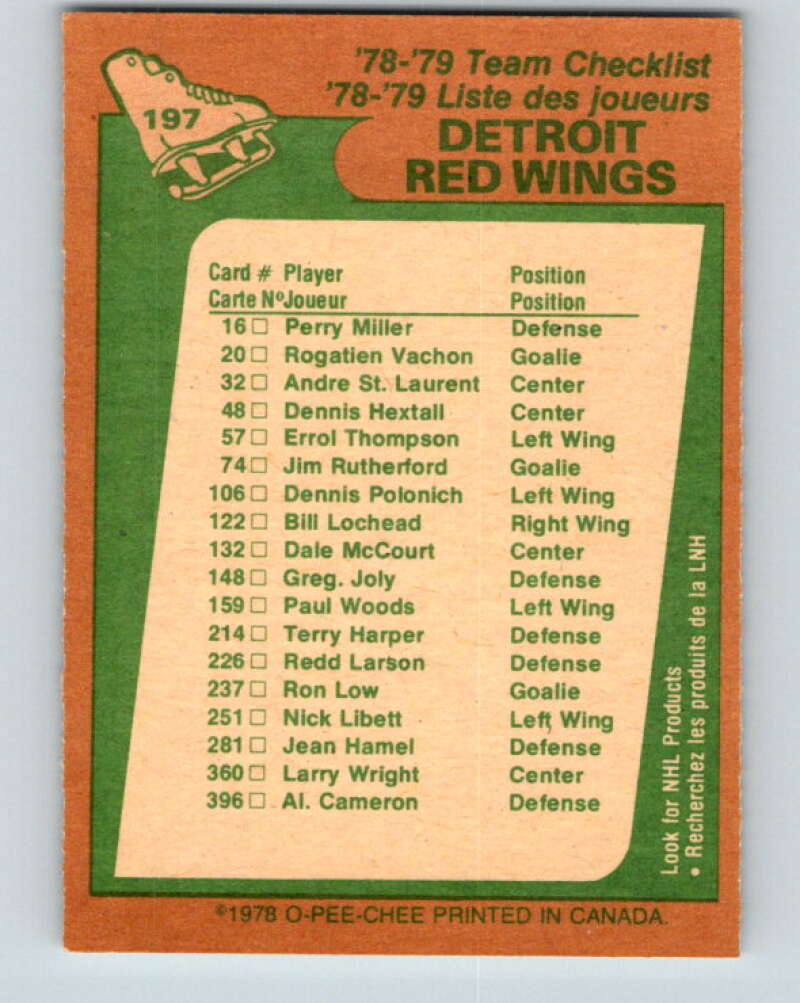 197
'78-'79 Team Checklist
'78-'79 Liste des joueurs
DETROIT
RED WINGS
Card # Player Position
Carte Nº Joueur Position
16 □ Perry Miller Defense
20 □ Rogatien Vachon Goalie
32 □ Andre St. Laurent Center
48 □ Dennis Hextall Center
57 □ Errol Thompson Left Wing
74 □ Jim Rutherford Goalie
106 □ Dennis Polonich Left Wing
122 □ Bill Lochead Right Wing
132 □ Dale McCourt Center
148 □ Greg. Joly Defense
159 □ Paul Woods Left Wing
214 □ Terry Harper Defense
226 □ Redd Larson Defense
237 □ Ron Low Goalie
251 □ Nick Libett Left Wing
281 □ Jean Hamel Defense
360 □ Larry Wright Center
396 □ Al. Cameron Defense
Look for NHL Products
• Recherchez les produits de la LNH
©1978 O-PEE-CHEE PRINTED IN CANADA.